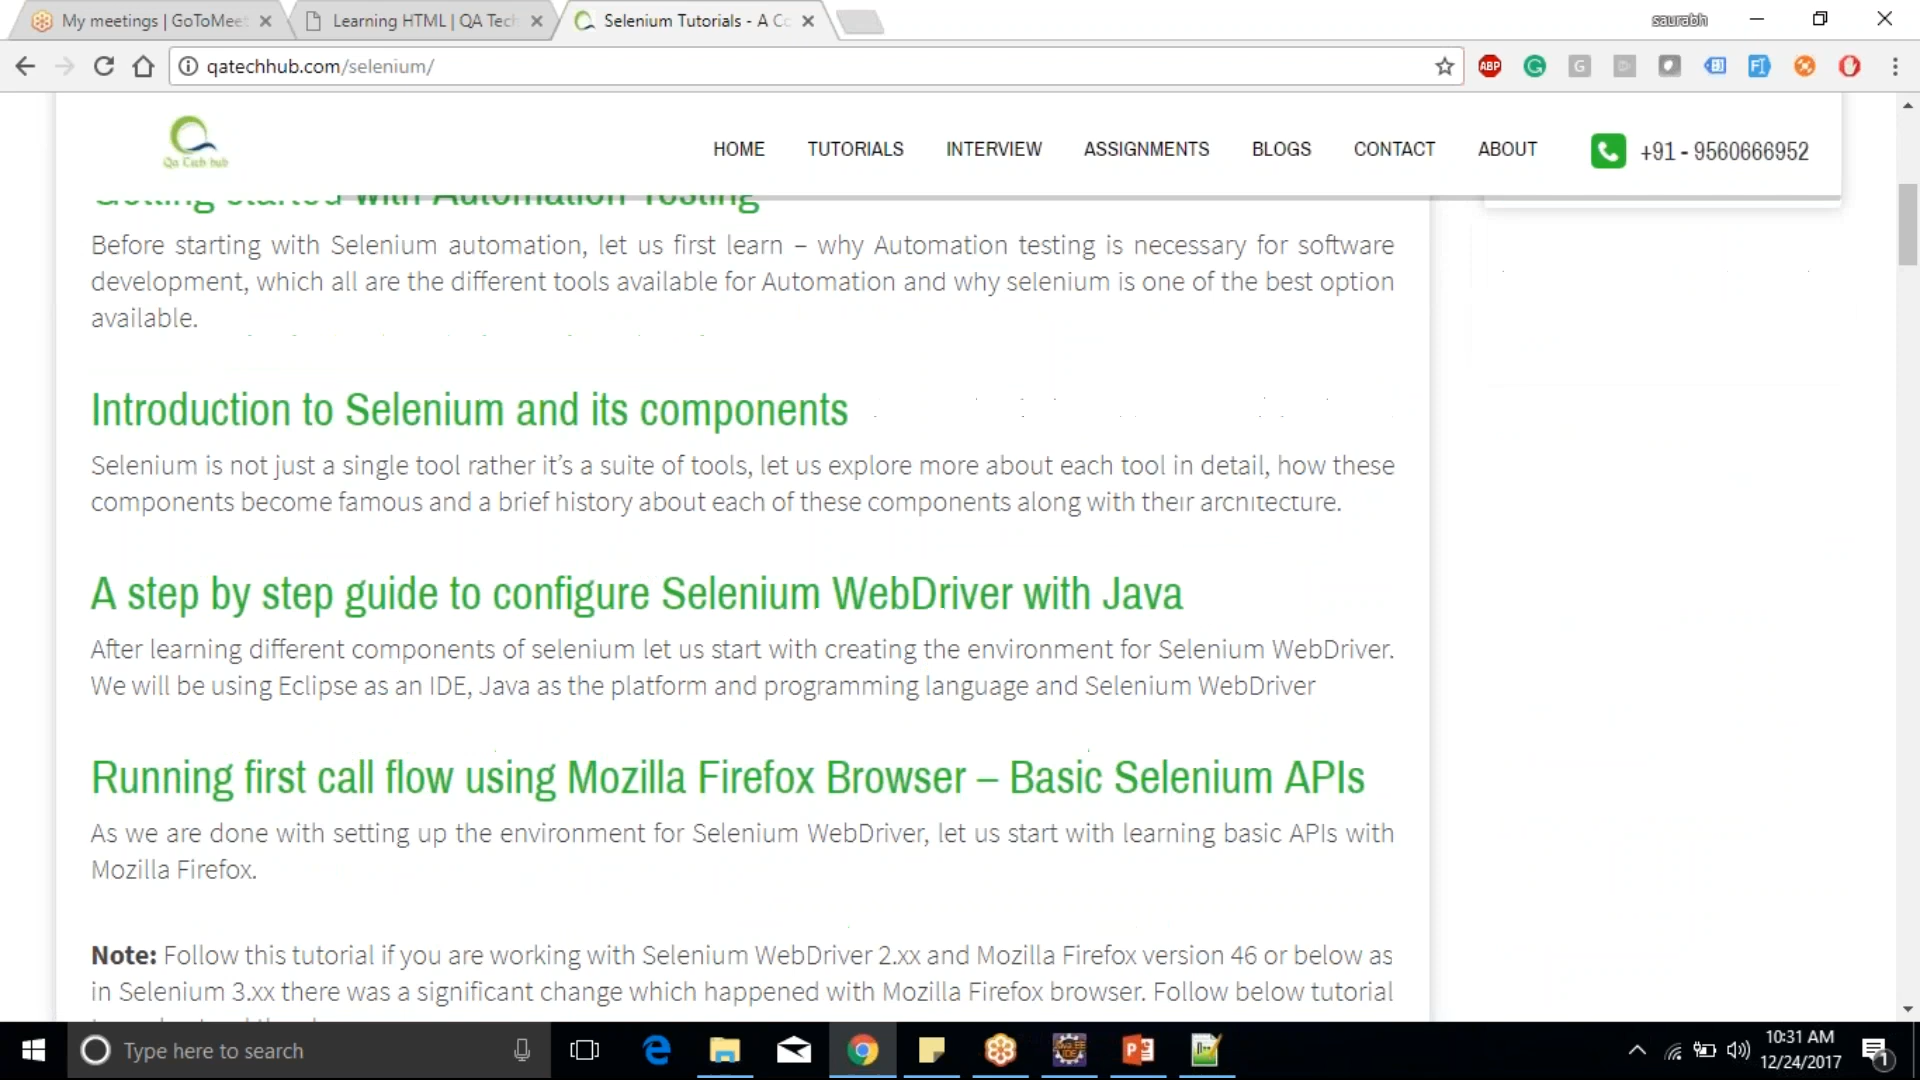 My meetings | GoToMeet
Learning HTML | QA Tech
Selenium Tutorials - A Co
saurabh
qatechhub.com/selenium/
Qa Tech hub
HOME TUTORIALS INTERVIEW ASSIGNMENTS BLOGS CONTACT ABOUT +91 - 9560666952
Getting started with Automation Testing
Before starting with Selenium automation, let us first learn – why Automation testing is necessary for software
development, which all are the different tools available for Automation and why selenium is one of the best option
available.
Introduction to Selenium and its components
Selenium is not just a single tool rather it’s a suite of tools, let us explore more about each tool in detail, how these
components become famous and a brief history about each of these components along with their architecture.
A step by step guide to configure Selenium WebDriver with Java
After learning different components of selenium let us start with creating the environment for Selenium WebDriver.
We will be using Eclipse as an IDE, Java as the platform and programming language and Selenium WebDriver
Running first call flow using Mozilla Firefox Browser – Basic Selenium APIs
As we are done with setting up the environment for Selenium WebDriver, let us start with learning basic APIs with
Mozilla Firefox.
Note: Follow this tutorial if you are working with Selenium WebDriver 2.xx and Mozilla Firefox version 46 or below as
in Selenium 3.xx there was a significant change which happened with Mozilla Firefox browser. Follow below tutorial
Type here to search
10:31 AM
12/24/2017
1